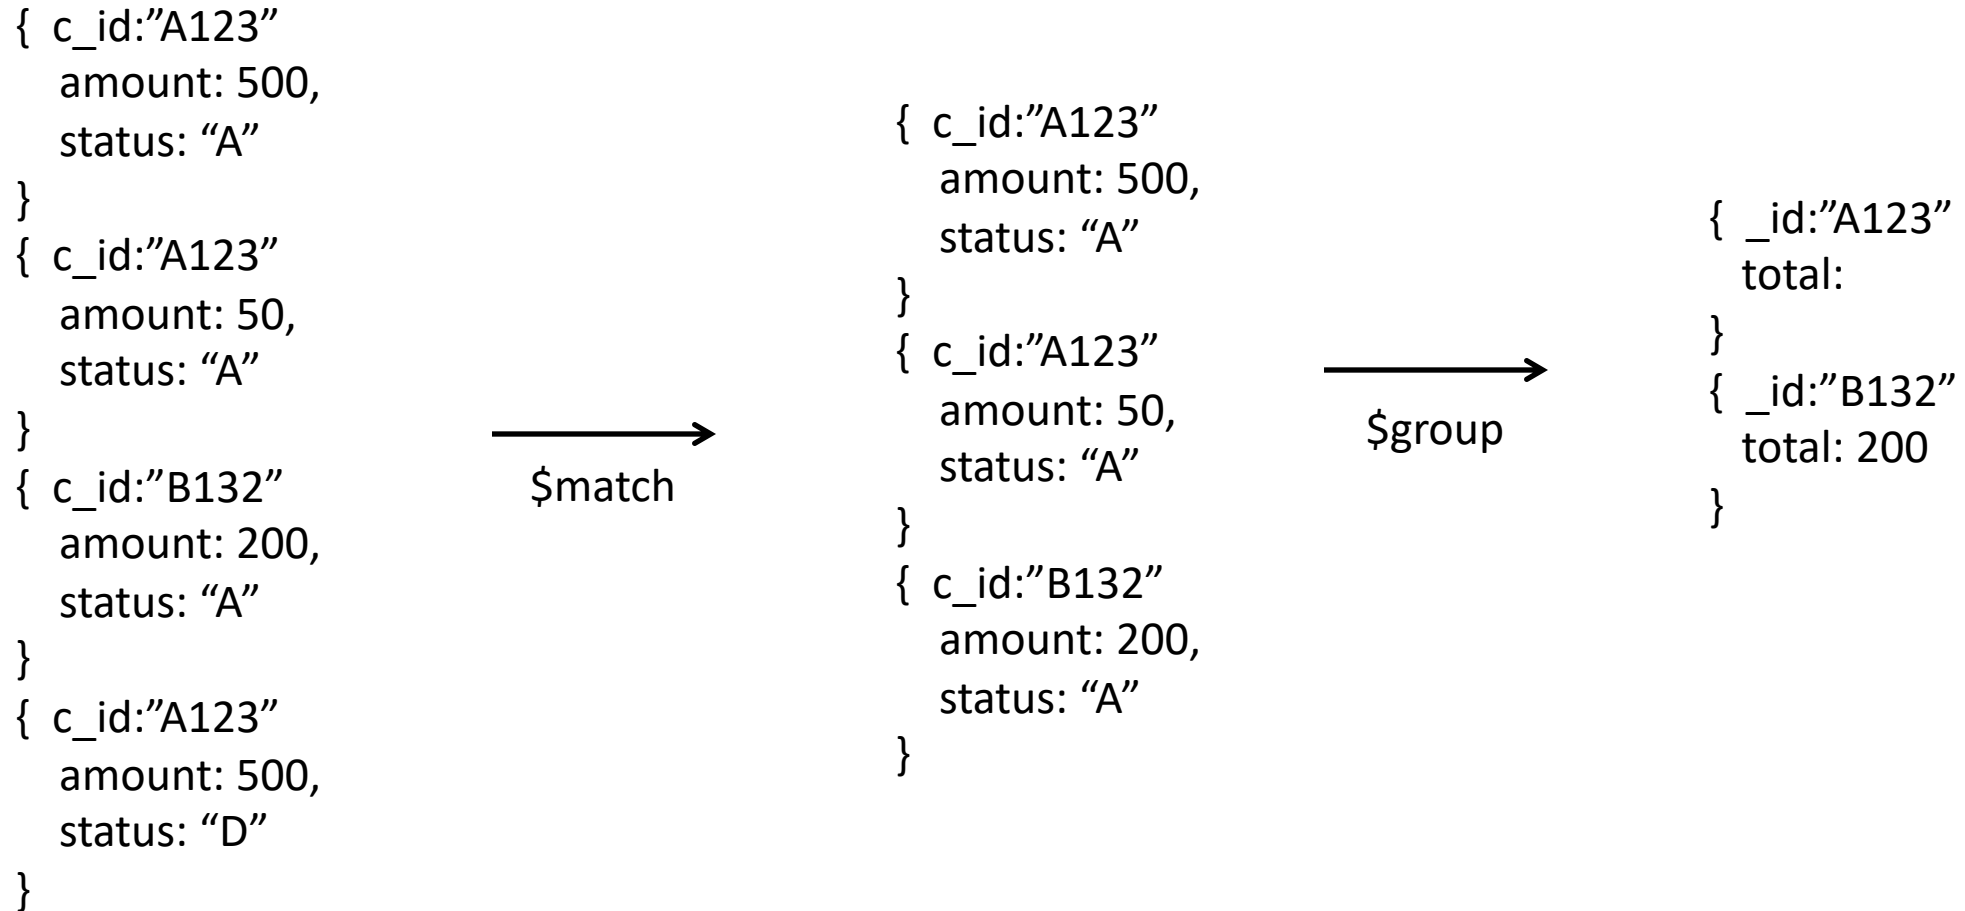 { c_id:”A123”
amount: 500,
status: “A”
}
{ c_id:”A123”
amount: 50,
status: “A”
}
{ c_id:”B132”
amount: 200,
status: “A”
}
{ c_id:”A123”
amount: 500,
status: “D”
}
$match
{ c_id:”A123”
amount: 500,
status: “A”
}
{ c_id:”A123”
amount: 50,
status: “A”
}
{ c_id:”B132”
amount: 200,
status: “A”
}
$group
{ _id:”A123”
total:
}
{ _id:”B132”
total: 200
}